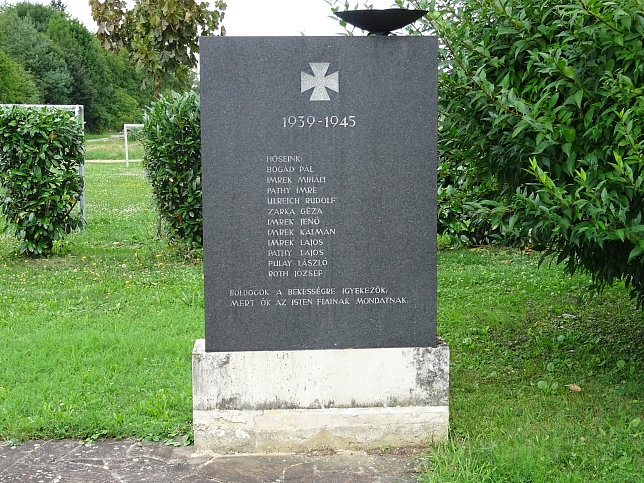 1939-1945
HŐSEINK:
BOGÁD PÁL
IMREK MIHÁLY
PATHY IMRE
ULREICH RUDOLF
ZARKA GÉZA
IMREK JENŐ
IMREK KÁLMÁN
IMREK LAJOS
PATHY LAJOS
PULAY LÁSZLÓ
ROTH JÓZSEF
BOLDOGOK A BÉKESSÉGRE IGYEKEZŐK,
MERT ŐK AZ ISTEN FIAINAK MONDATNAK